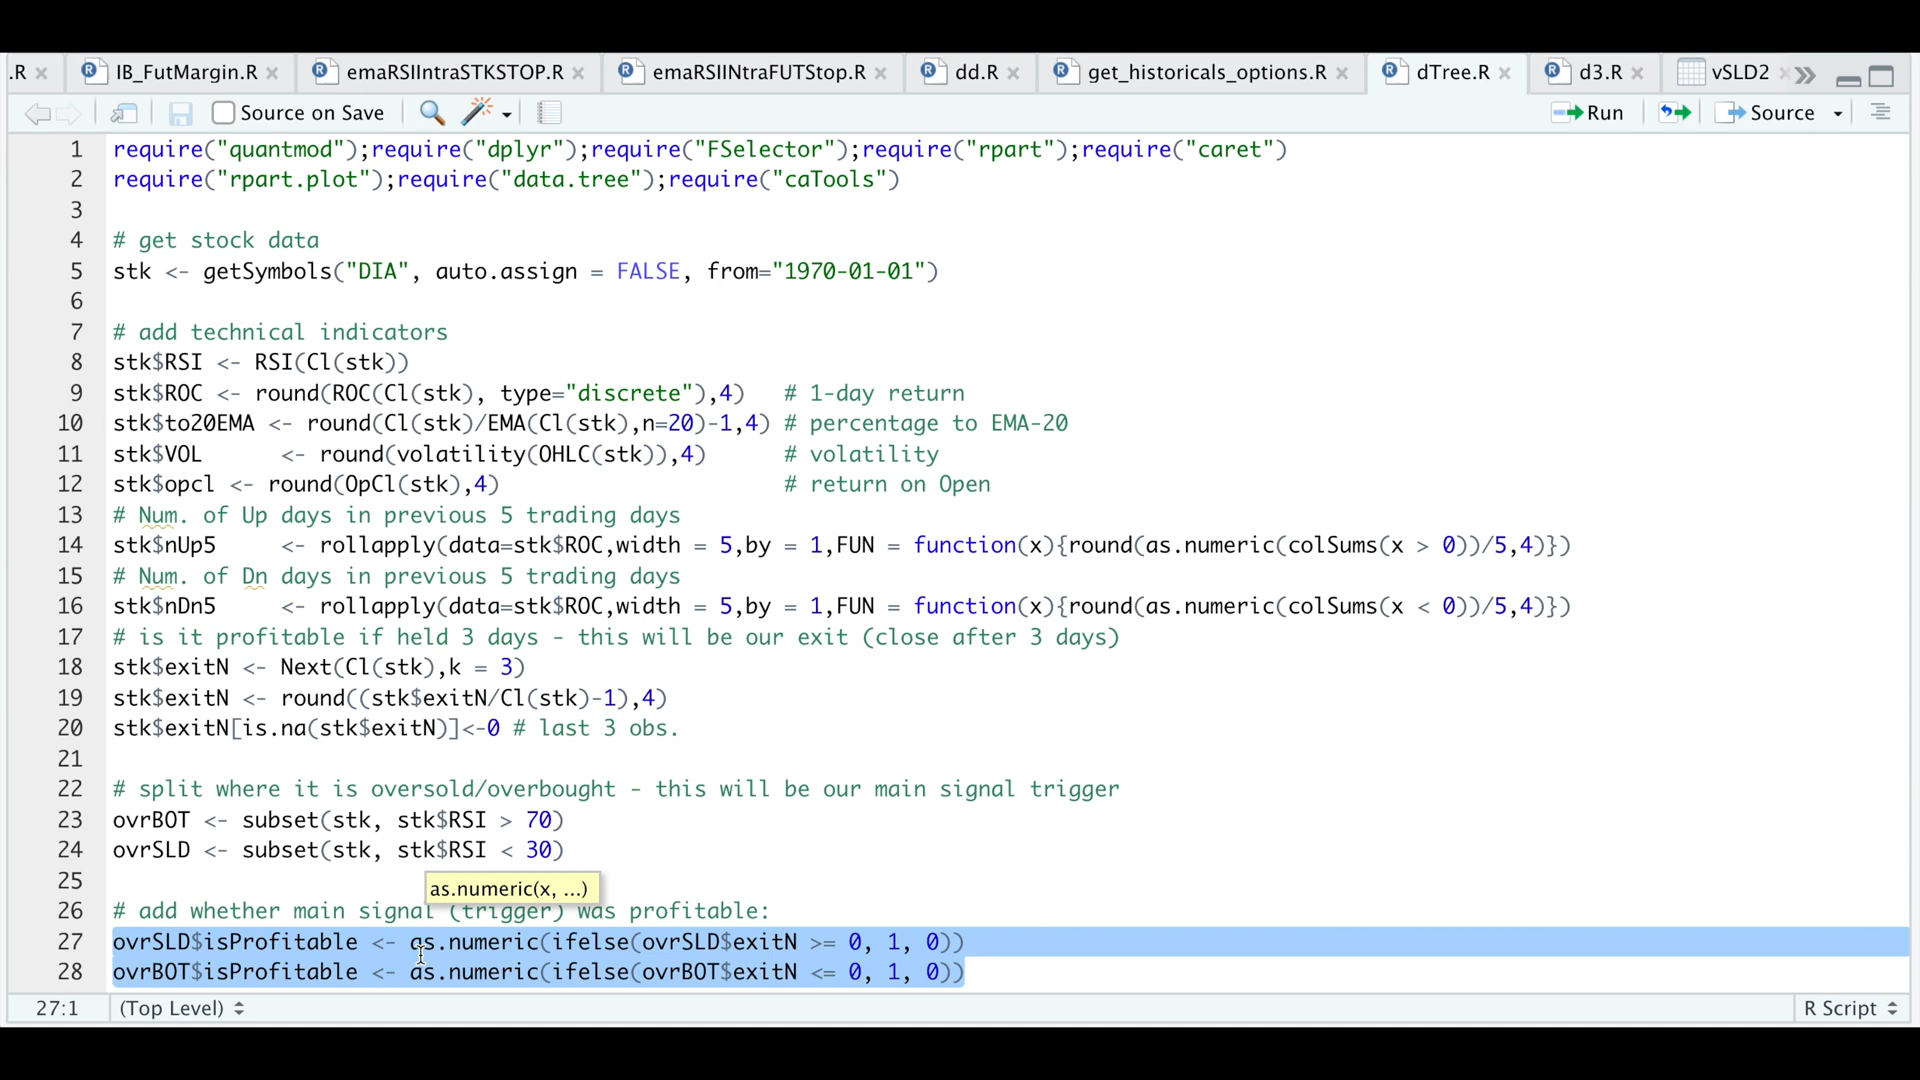 .R IB_FutMargin.R emaRSIIntraSTKSTOP.R emaRSIINtraFUTStop.R dd.R get_historicals_options.R dTree.R d3.R vSLD2
Source on Save Run Source
1 require("quantmod");require("dplyr");require("FSelector");require("rpart");require("caret")
2 require("rpart.plot");require("data.tree");require("caTools")
3
4 # get stock data
5 stk <- getSymbols("DIA", auto.assign = FALSE, from="1970-01-01")
6
7 # add technical indicators
8 stk$RSI <- RSI(Cl(stk))
9 stk$ROC <- round(ROC(Cl(stk), type="discrete"),4) # 1-day return
10 stk$to20EMA <- round(Cl(stk)/EMA(Cl(stk),n=20)-1,4) # percentage to EMA-20
11 stk$VOL <- round(volatility(OHLC(stk)),4) # volatility
12 stk$opcl <- round(OpCl(stk),4) # return on Open
13 # Num. of Up days in previous 5 trading days
14 stk$nUp5 <- rollapply(data=stk$ROC,width = 5,by = 1,FUN = function(x){round(as.numeric(colSums(x > 0))/5,4)})
15 # Num. of Dn days in previous 5 trading days
16 stk$nDn5 <- rollapply(data=stk$ROC,width = 5,by = 1,FUN = function(x){round(as.numeric(colSums(x < 0))/5,4)})
17 # is it profitable if held 3 days - this will be our exit (close after 3 days)
18 stk$exitN <- Next(Cl(stk),k = 3)
19 stk$exitN <- round((stk$exitN/Cl(stk)-1),4)
20 stk$exitN[is.na(stk$exitN)]<-0 # last 3 obs.
21
22 # split where it is oversold/overbought - this will be our main signal trigger
23 ovrBOT <- subset(stk, stk$RSI > 70)
24 ovrSLD <- subset(stk, stk$RSI < 30)
25
as.numeric(x, ...)
26 # add whether main signal (trigger) was profitable:
27 ovrSLD$isProfitable <- as.numeric(ifelse(ovrSLD$exitN >= 0, 1, 0))
28 ovrBOT$isProfitable <- as.numeric(ifelse(ovrBOT$exitN <= 0, 1, 0))
27:1 (Top Level) R Script